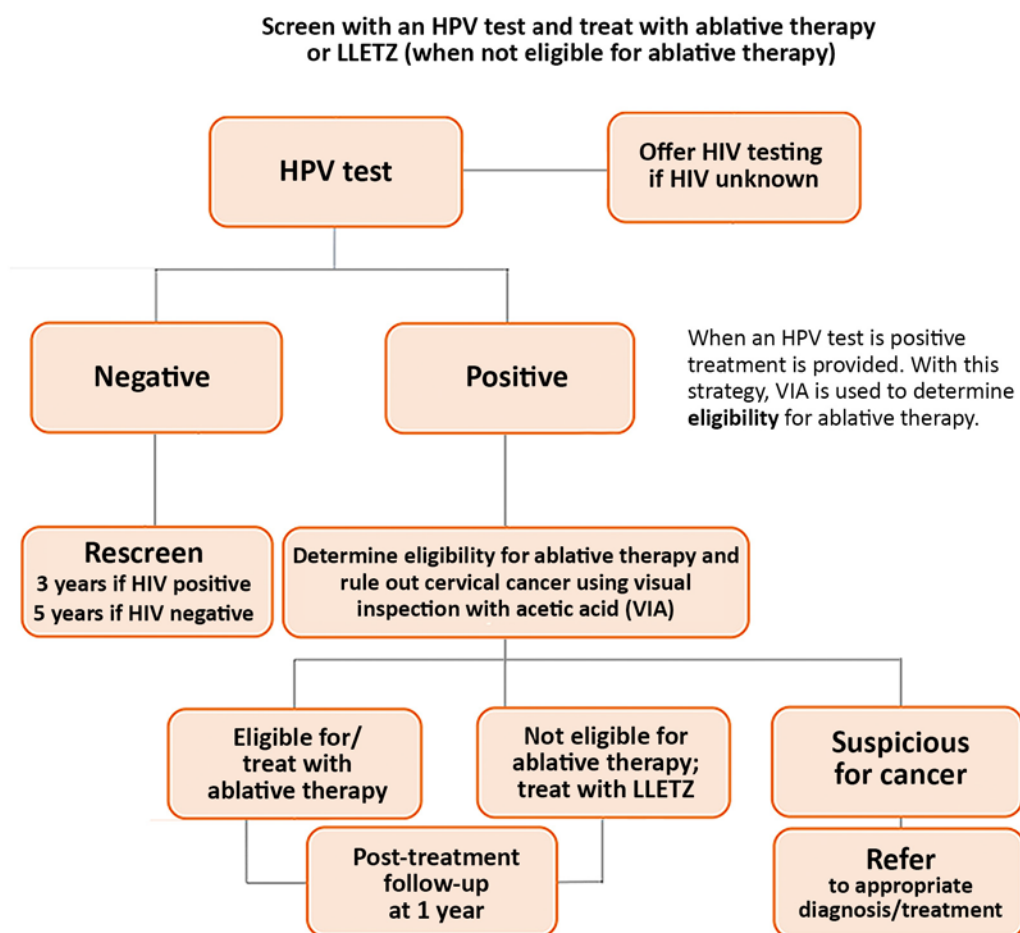 Screen with an HPV test and treat with ablative therapy
or LLETZ (when not eligible for ablative therapy)
HPV test
Offer HIV testing
if HIV unknown
Negative
Positive
When an HPV test is positive
treatment is provided. With this
strategy, VIA is used to determine
eligibility for ablative therapy.
Rescreen
3 years if HIV positive
5 years if HIV negative
Determine eligibility for ablative therapy and
rule out cervical cancer using visual
inspection with acetic acid (VIA)
Eligible for/
treat with
ablative therapy
Not eligible for
ablative therapy;
treat with LLETZ
Suspicious
for cancer
Post-treatment
follow-up
at 1 year
Refer
to appropriate
diagnosis/treatment